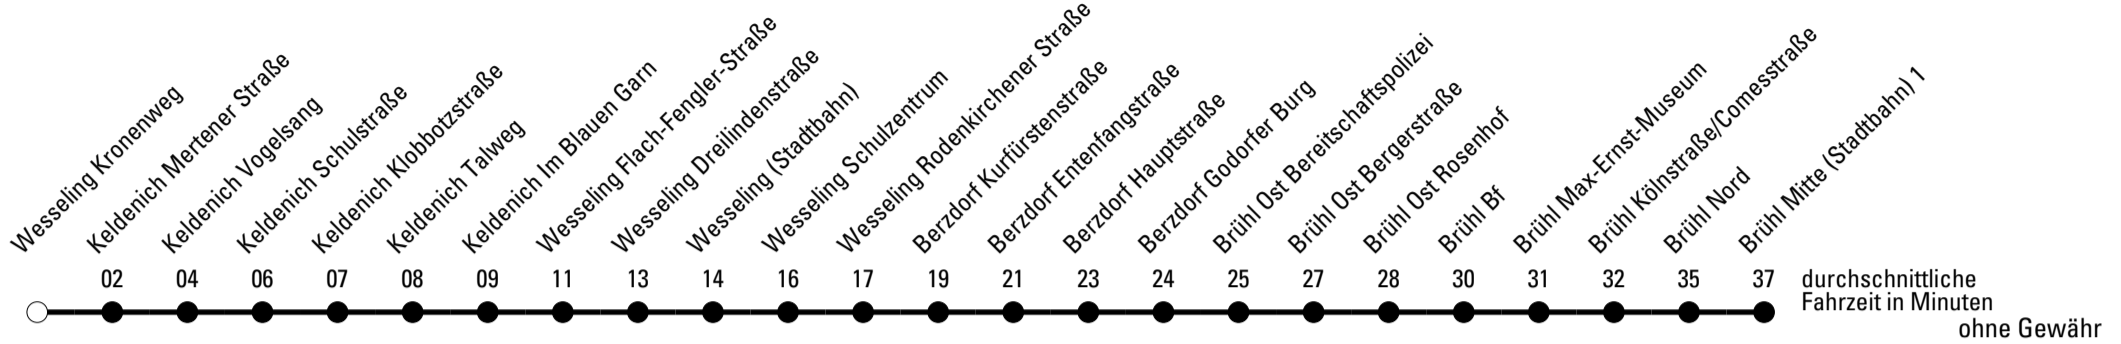 Wesseling Kronenweg
Keldenich Mertener Straße
Keldenich Vogelsang
Keldenich Schulstraße
Keldenich Klobbotzstraße
Keldenich Talweg
Keldenich Im Blauen Garn
Wesseling Flach-Fengler-Straße
Wesseling Dreilindenstraße
Wesseling (Stadtbahn)
Wesseling Schulzentrum
Wesseling Rodenkirchener Straße
Berzdorf Kurfürstenstraße
Berzdorf Entenfangstraße
Berzdorf Hauptstraße
Berzdorf Godorfer Burg
Brühl Ost Bereitschaftspolizei
Brühl Ost Bergerstraße
Brühl Ost Rosenhof
Brühl Bf
Brühl Max-Ernst-Museum
Brühl Kölnstraße/Comesstraße
Brühl Nord
Brühl Mitte (Stadtbahn) 1
02 04 06 07 08 09 11 13 14 16 17 19 21 23 24 25 27 28 30 31 32 35 37
durchschnittliche
Fahrzeit in Minuten
ohne Gewähr